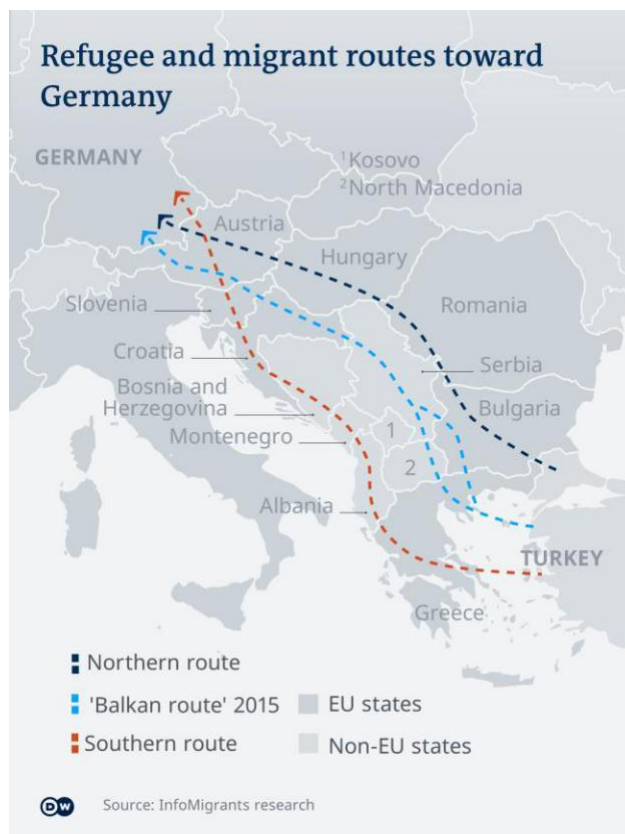 Refugee and migrant routes toward
Germany
GERMANY
¹Kosovo
²North Macedonia
Austria
Hungary
Slovenia
Romania
Croatia
Serbia
Bosnia and
Herzegovina
Bulgaria
Montenegro
1
2
Albania
TURKEY
Greece
Northern route
'Balkan route' 2015
EU states
Southern route
Non-EU states
DW
Source: InfoMigrants research